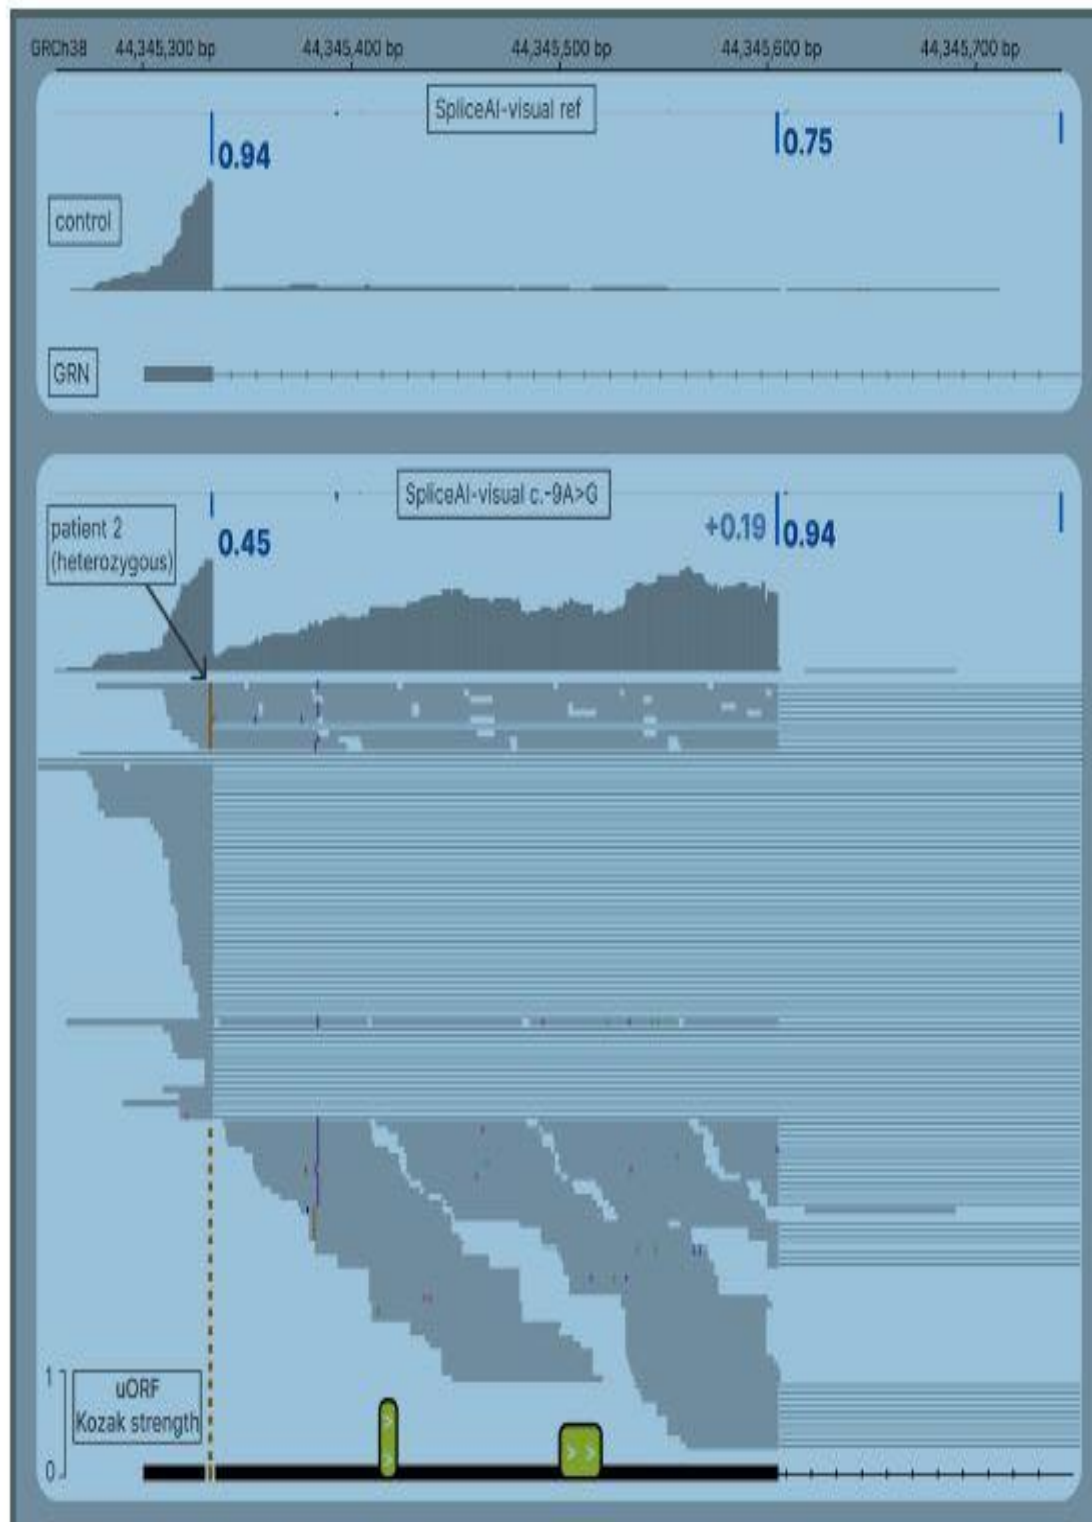 GRCh38 44,345,300 bp 44,345,400 bp 44,345,500 bp 44,345,600 bp 44,345,700 bp
SpliceAI-visual ref
0.94 0.75
control
GRN
SpliceAI-visual c.-9A>G
patient 2
(heterozygous)
0.45 +0.19 0.94
1
uORF
Kozak strength
0